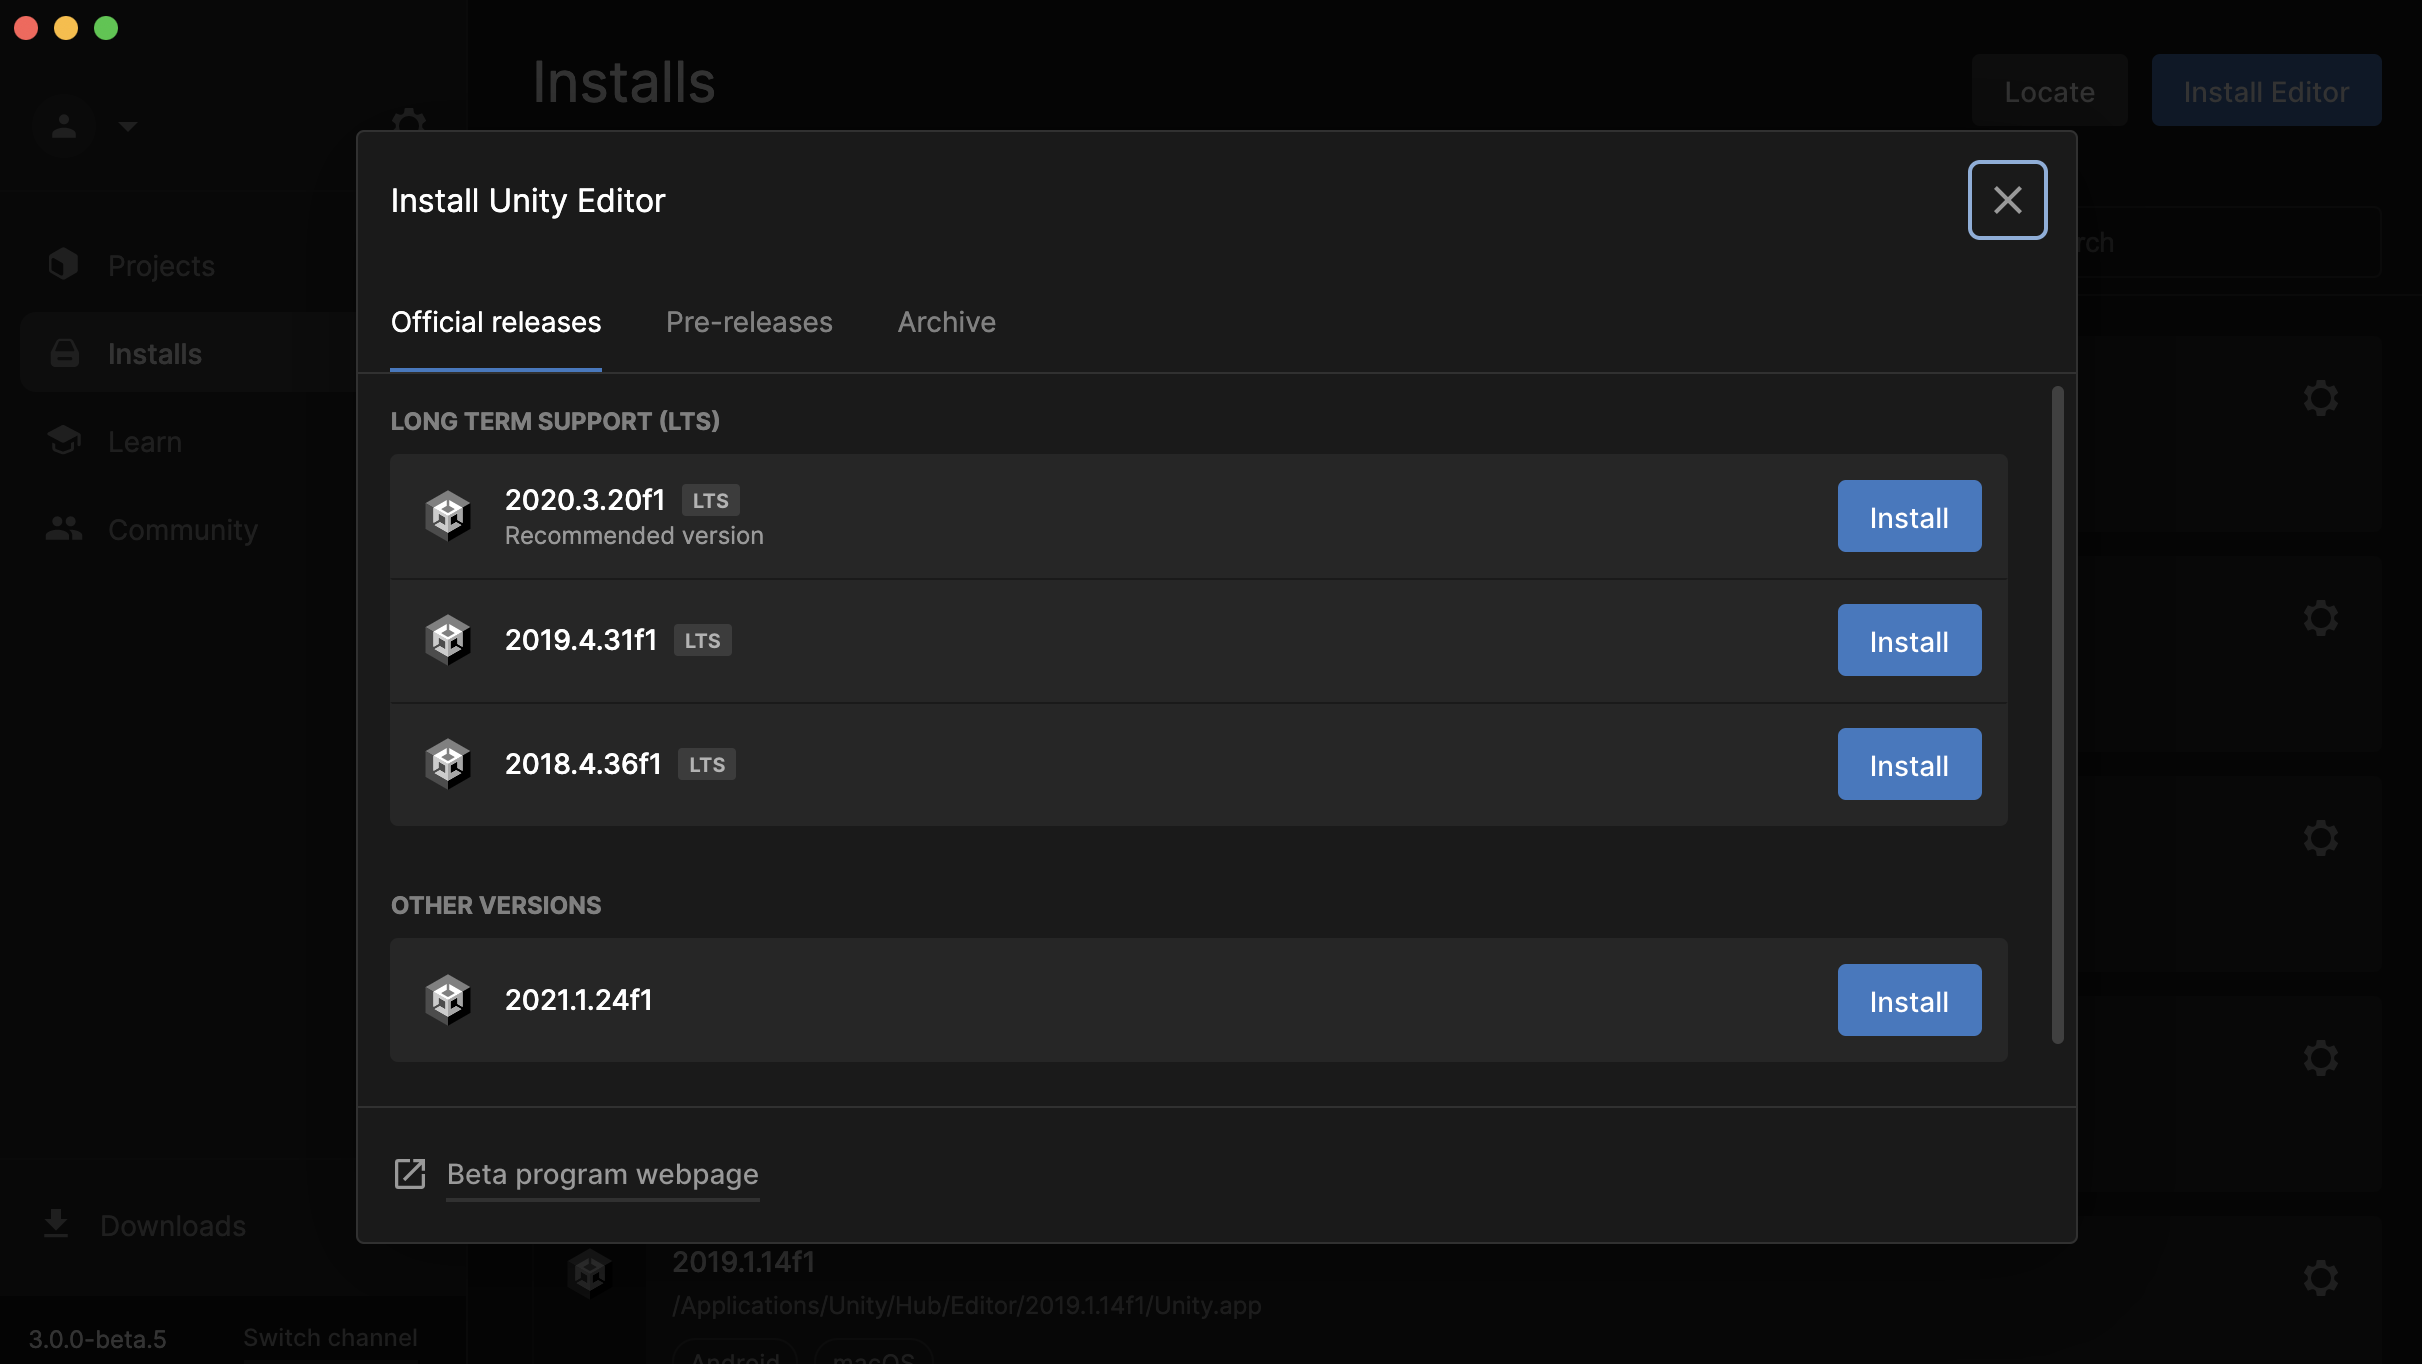 Installs
Locate
Install Editor
Install Unity Editor
Projects
Installs
Learn
Community
Official releases
Pre-releases
Archive
LONG TERM SUPPORT (LTS)
2020.3.20f1 LTS
Recommended version
Install
2019.4.31f1 LTS
Install
2018.4.36f1 LTS
Install
OTHER VERSIONS
2021.1.24f1
Install
Beta program webpage
Downloads
2019.1.14f1
/Applications/Unity/Hub/Editor/2019.1.14f1/Unity.app
Android
macOS
3.0.0-beta.5
Switch channel